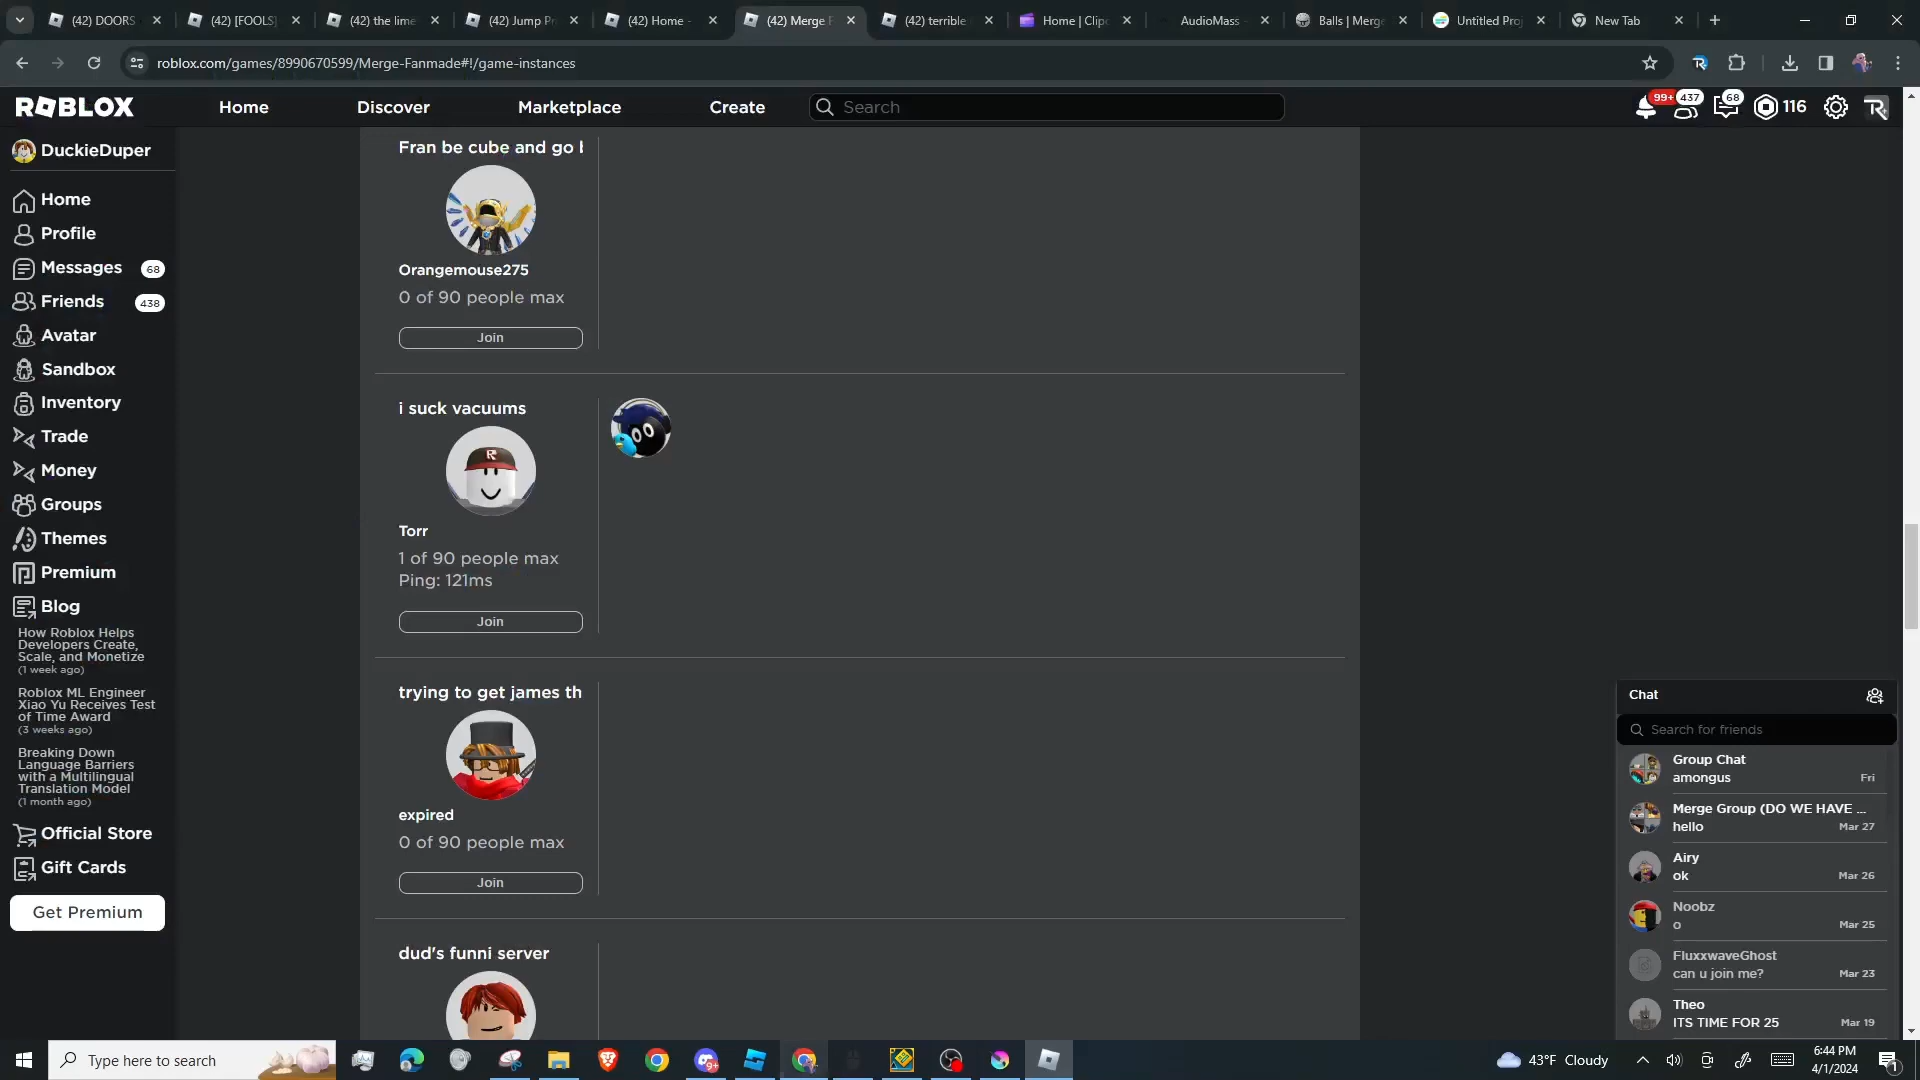 (42) DOORS
(42) [FOOLS]
(42) the lime
(42) Jump Pr
(42) Home -
(42) Merge F
(42) terrible
Home | Clipc
AudioMass -
Balls | Merge
Untitled Proj
New Tab
roblox.com/games/8990670599/Merge-Fanmade#!/game-instances
ROBLOX
Home
Discover
Marketplace
Create
Search
99+
437
68
116
DuckieDuper
Home
Profile
Messages 68
Friends 438
Avatar
Sandbox
Inventory
Trade
Money
Groups
Themes
Premium
Blog
How Roblox Helps
Developers Create,
Scale, and Monetize
(1 week ago)
Roblox ML Engineer
Xiao Yu Receives Test
of Time Award
(3 weeks ago)
Breaking Down
Language Barriers
with a Multilingual
Translation Model
(1 month ago)
Official Store
Gift Cards
Get Premium
Fran be cube and go
Orangemouse275
0 of 90 people max
Join
i suck vacuums
Torr
1 of 90 people max
Ping: 121ms
Join
trying to get james th
expired
0 of 90 people max
Join
dud's funni server
Chat
Search for friends
Group Chat
amongus Fri
Merge Group (DO WE HAVE ...
hello Mar 27
Airy
ok Mar 26
Noobz
o Mar 25
FluxxwaveGhost
can u join me? Mar 23
Theo
ITS TIME FOR 25 Mar 19
Type here to search
43°F Cloudy
6:44 PM
4/1/2024
1